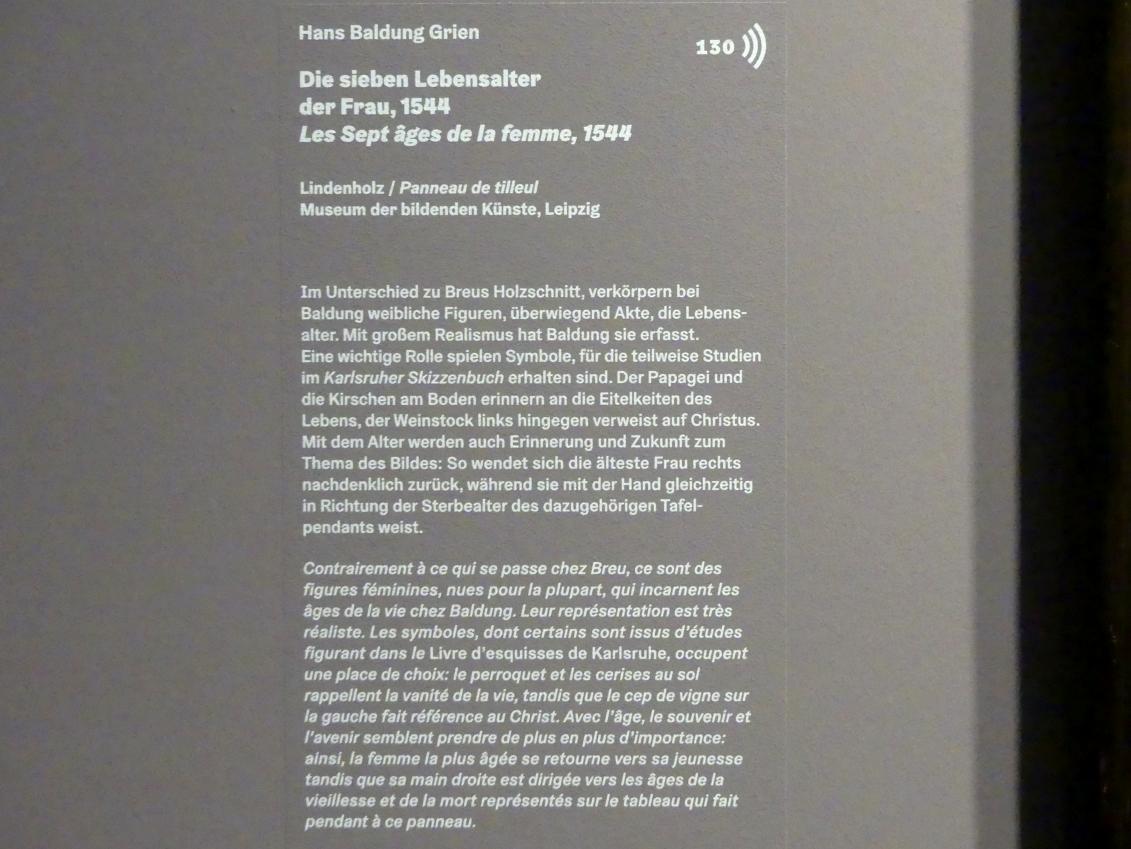 Hans Baldung Grien
130
Die sieben Lebensalter
der Frau, 1544
Les Sept âges de la femme, 1544
Lindenholz / Panneau de tilleul
Museum der bildenden Künste, Leipzig
Im Unterschied zu Breus Holzschnitt, verkörpern bei
Baldung weibliche Figuren, überwiegend Akte, die Lebens-
alter. Mit großem Realismus hat Baldung sie erfasst.
Eine wichtige Rolle spielen Symbole, für die teilweise Studien
im Karlsruher Skizzenbuch erhalten sind. Der Papagei und
die Kirschen am Boden erinnern an die Eitelkeiten des
Lebens, der Weinstock links hingegen verweist auf Christus.
Mit dem Alter werden auch Erinnerung und Zukunft zum
Thema des Bildes: So wendet sich die älteste Frau rechts
nachdenklich zurück, während sie mit der Hand gleichzeitig
in Richtung der Sterbealter des dazugehörigen Tafel-
pendants weist.
Contrairement à ce qui se passe chez Breu, ce sont des
figures féminines, nues pour la plupart, qui incarnent les
âges de la vie chez Baldung. Leur représentation est très
réaliste. Les symboles, dont certains sont issus d'études
figurant dans le Livre d'esquisses de Karlsruhe, occupent
une place de choix: le perroquet et les cerises au sol
rappellent la vanité de la vie, tandis que le cep de vigne sur
la gauche fait référence au Christ. Avec l'âge, le souvenir et
l'avenir semblent prendre de plus en plus d'importance:
ainsi, la femme la plus âgée se retourne vers sa jeunesse
tandis que sa main droite est dirigée vers les âges de la
vieillesse et de la mort représentés sur le tableau qui fait
pendant à ce panneau.